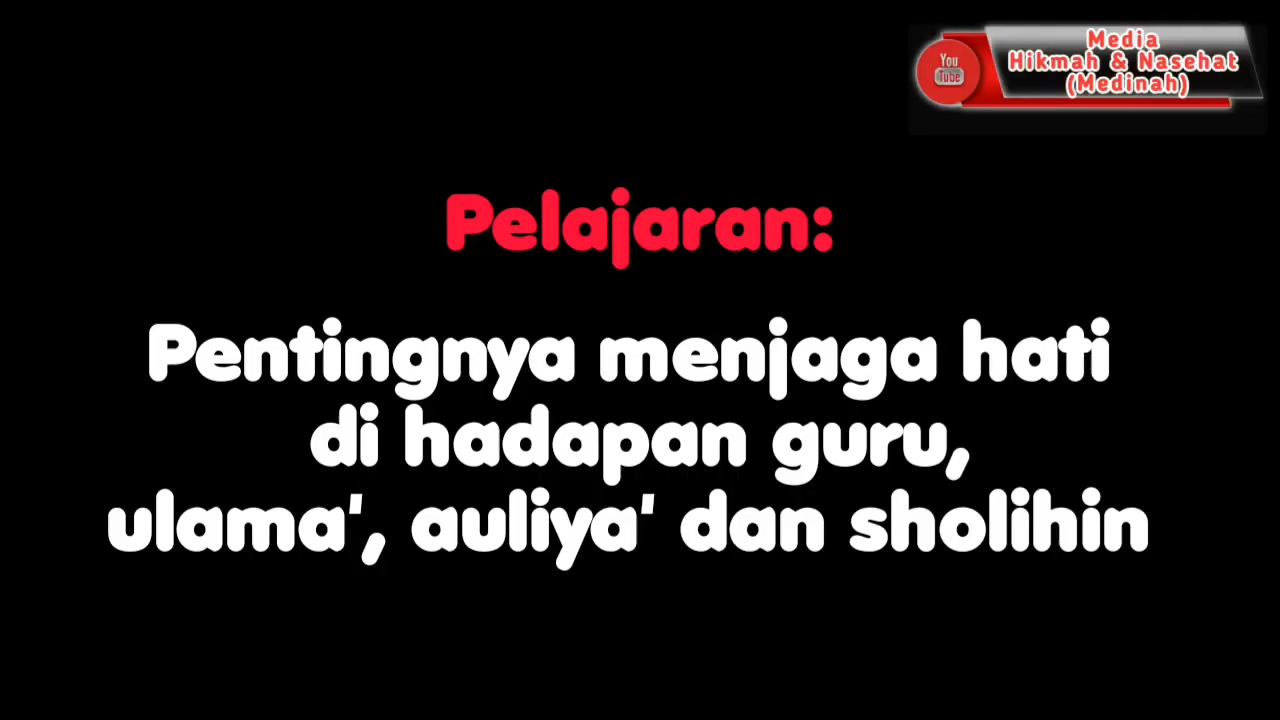 You
Tube
Media
Hikmah & Nasehat
(Medinah)
Pelajaran:
Pentingnya menjaga hati
di hadapan guru,
ulama', auliya' dan sholihin